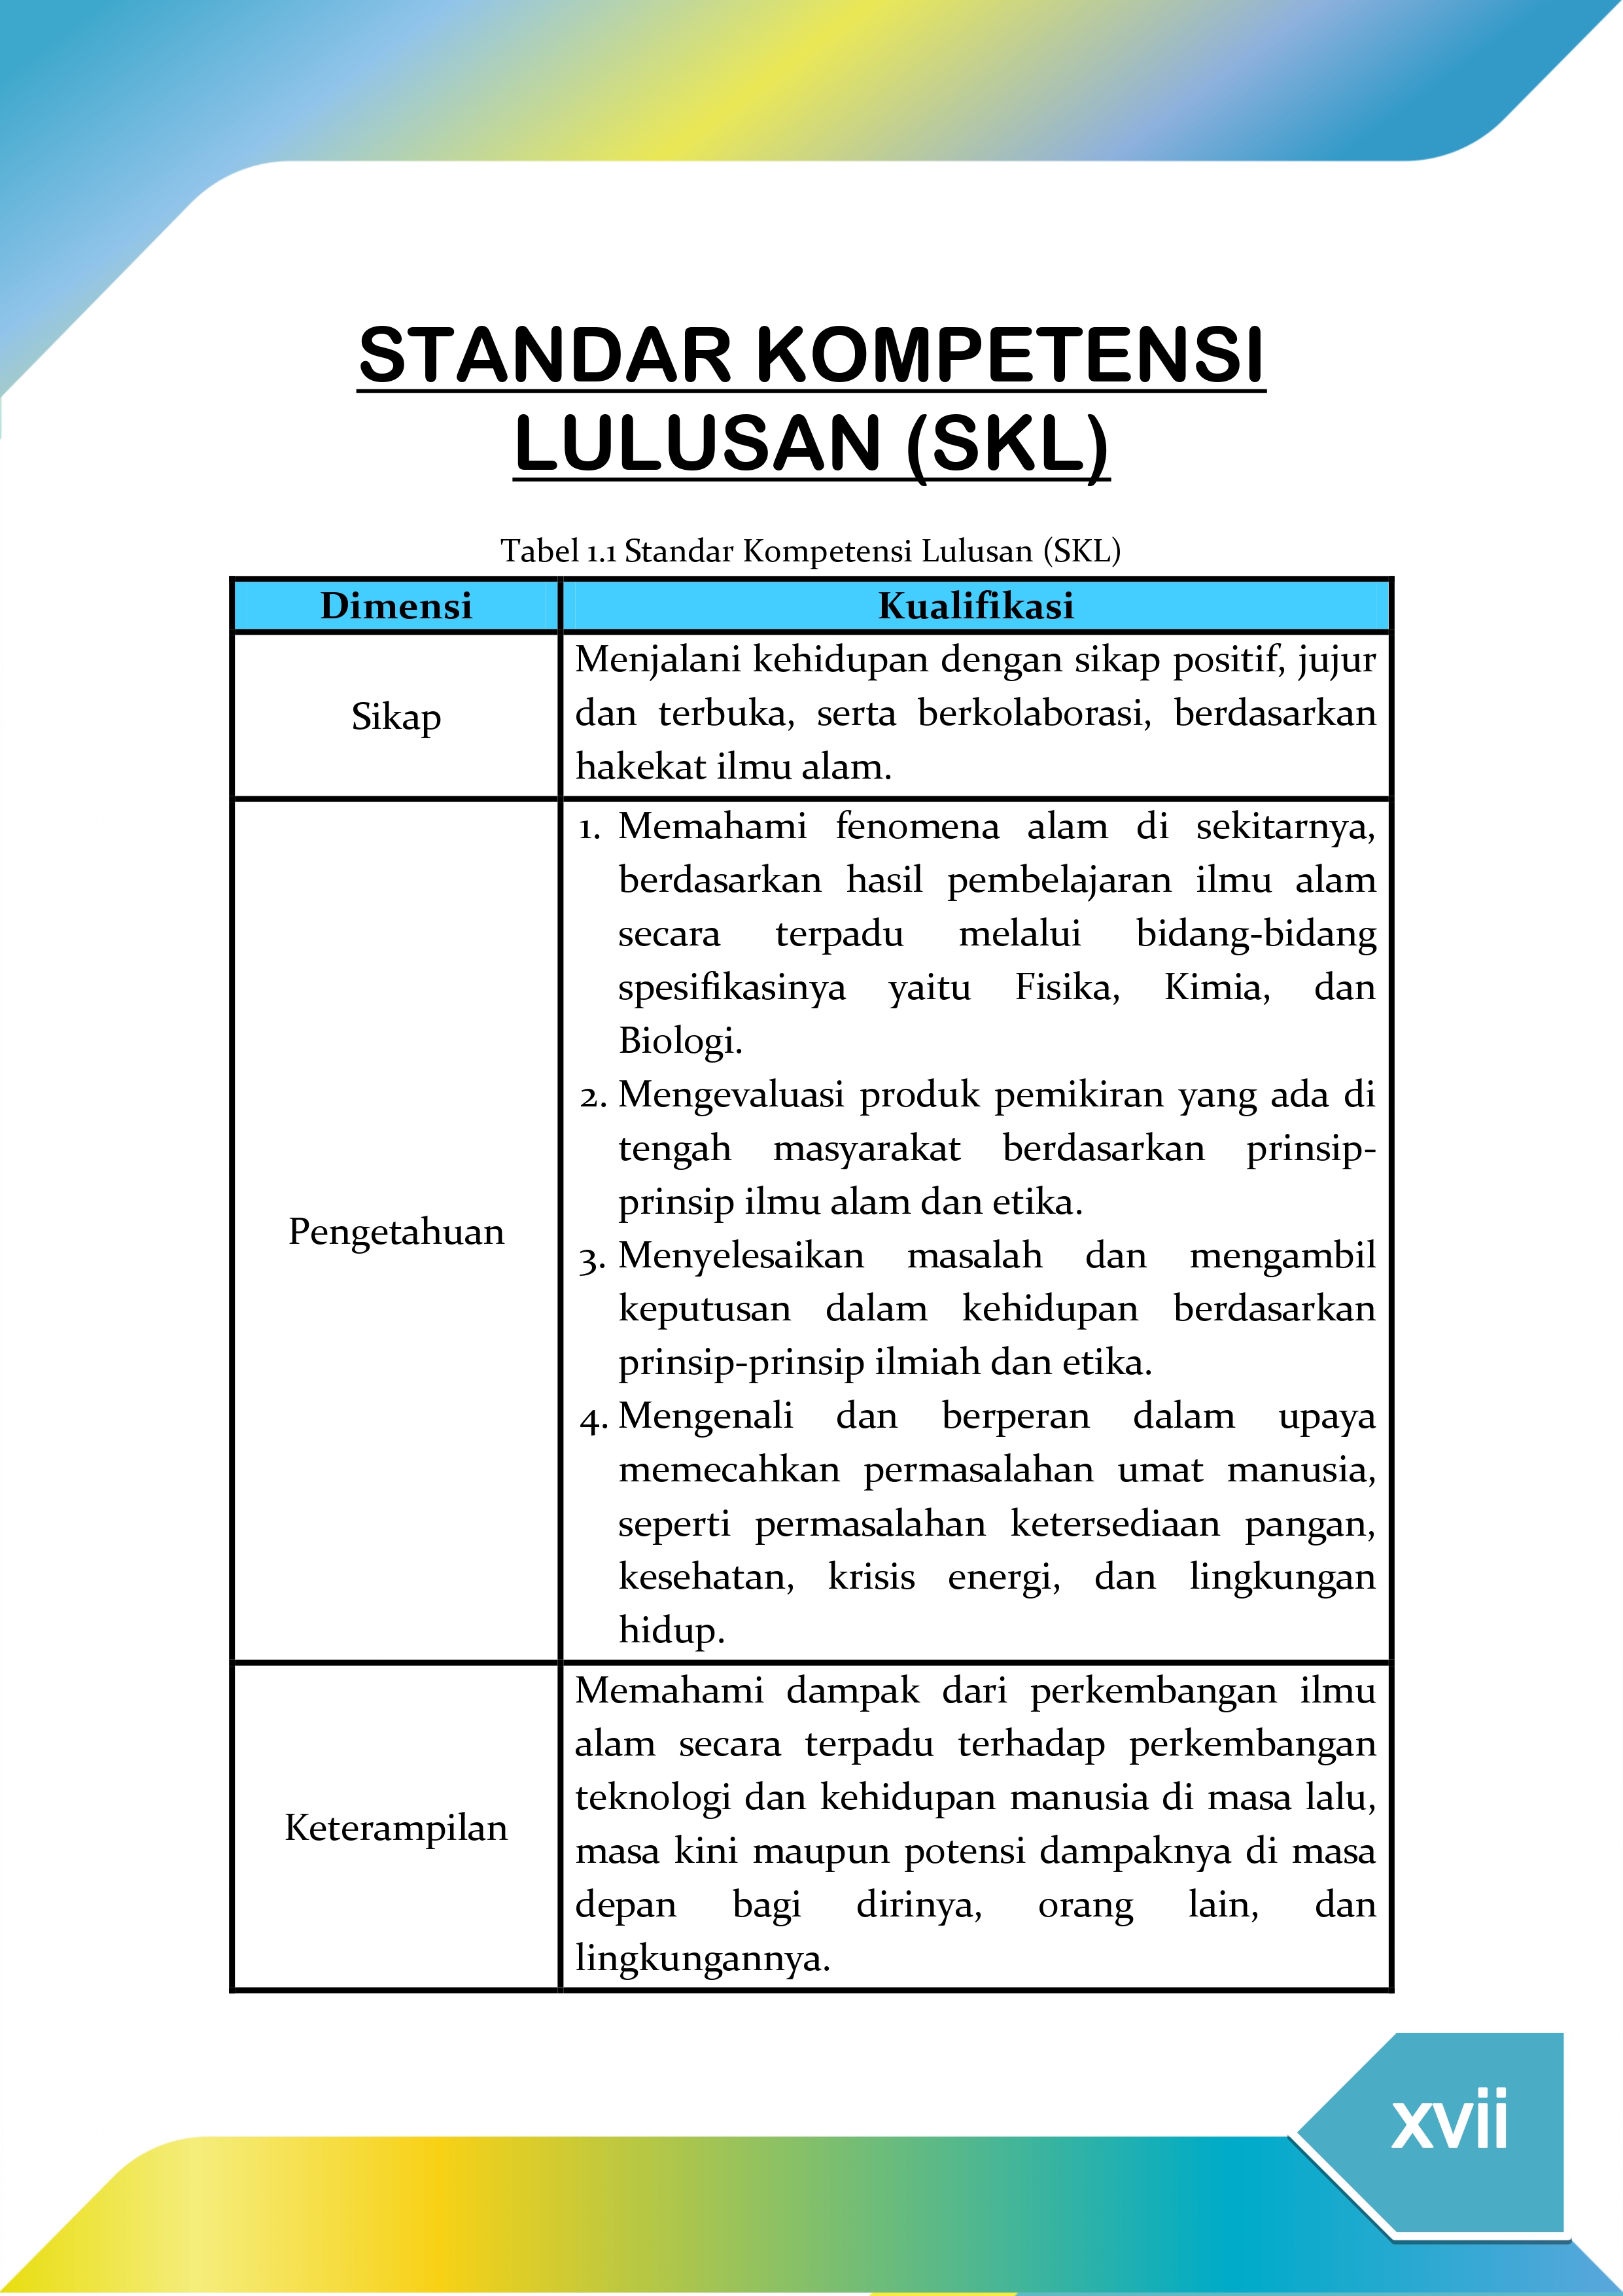 STANDAR KOMPETENSI
LULUSAN (SKL)
Tabel 1.1 Standar Kompetensi Lulusan (SKL)
Dimensi Kualifikasi
Sikap
Menjalani kehidupan dengan sikap positif, jujur
dan terbuka, serta berkolaborasi, berdasarkan
hakekat ilmu alam.
Pengetahuan
1. Memahami fenomena alam di sekitarnya,
berdasarkan hasil pembelajaran ilmu alam
secara terpadu melalui bidang-bidang
spesifikasinya yaitu Fisika, Kimia, dan
Biologi.
2. Mengevaluasi produk pemikiran yang ada di
tengah masyarakat berdasarkan prinsip-
prinsip ilmu alam dan etika.
3. Menyelesaikan masalah dan mengambil
keputusan dalam kehidupan berdasarkan
prinsip-prinsip ilmiah dan etika.
4. Mengenali dan berperan dalam upaya
memecahkan permasalahan umat manusia,
seperti permasalahan ketersediaan pangan,
kesehatan, krisis energi, dan lingkungan
hidup.
Keterampilan
Memahami dampak dari perkembangan ilmu
alam secara terpadu terhadap perkembangan
teknologi dan kehidupan manusia di masa lalu,
masa kini maupun potensi dampaknya di masa
depan bagi dirinya, orang lain, dan
lingkungannya.
xvii